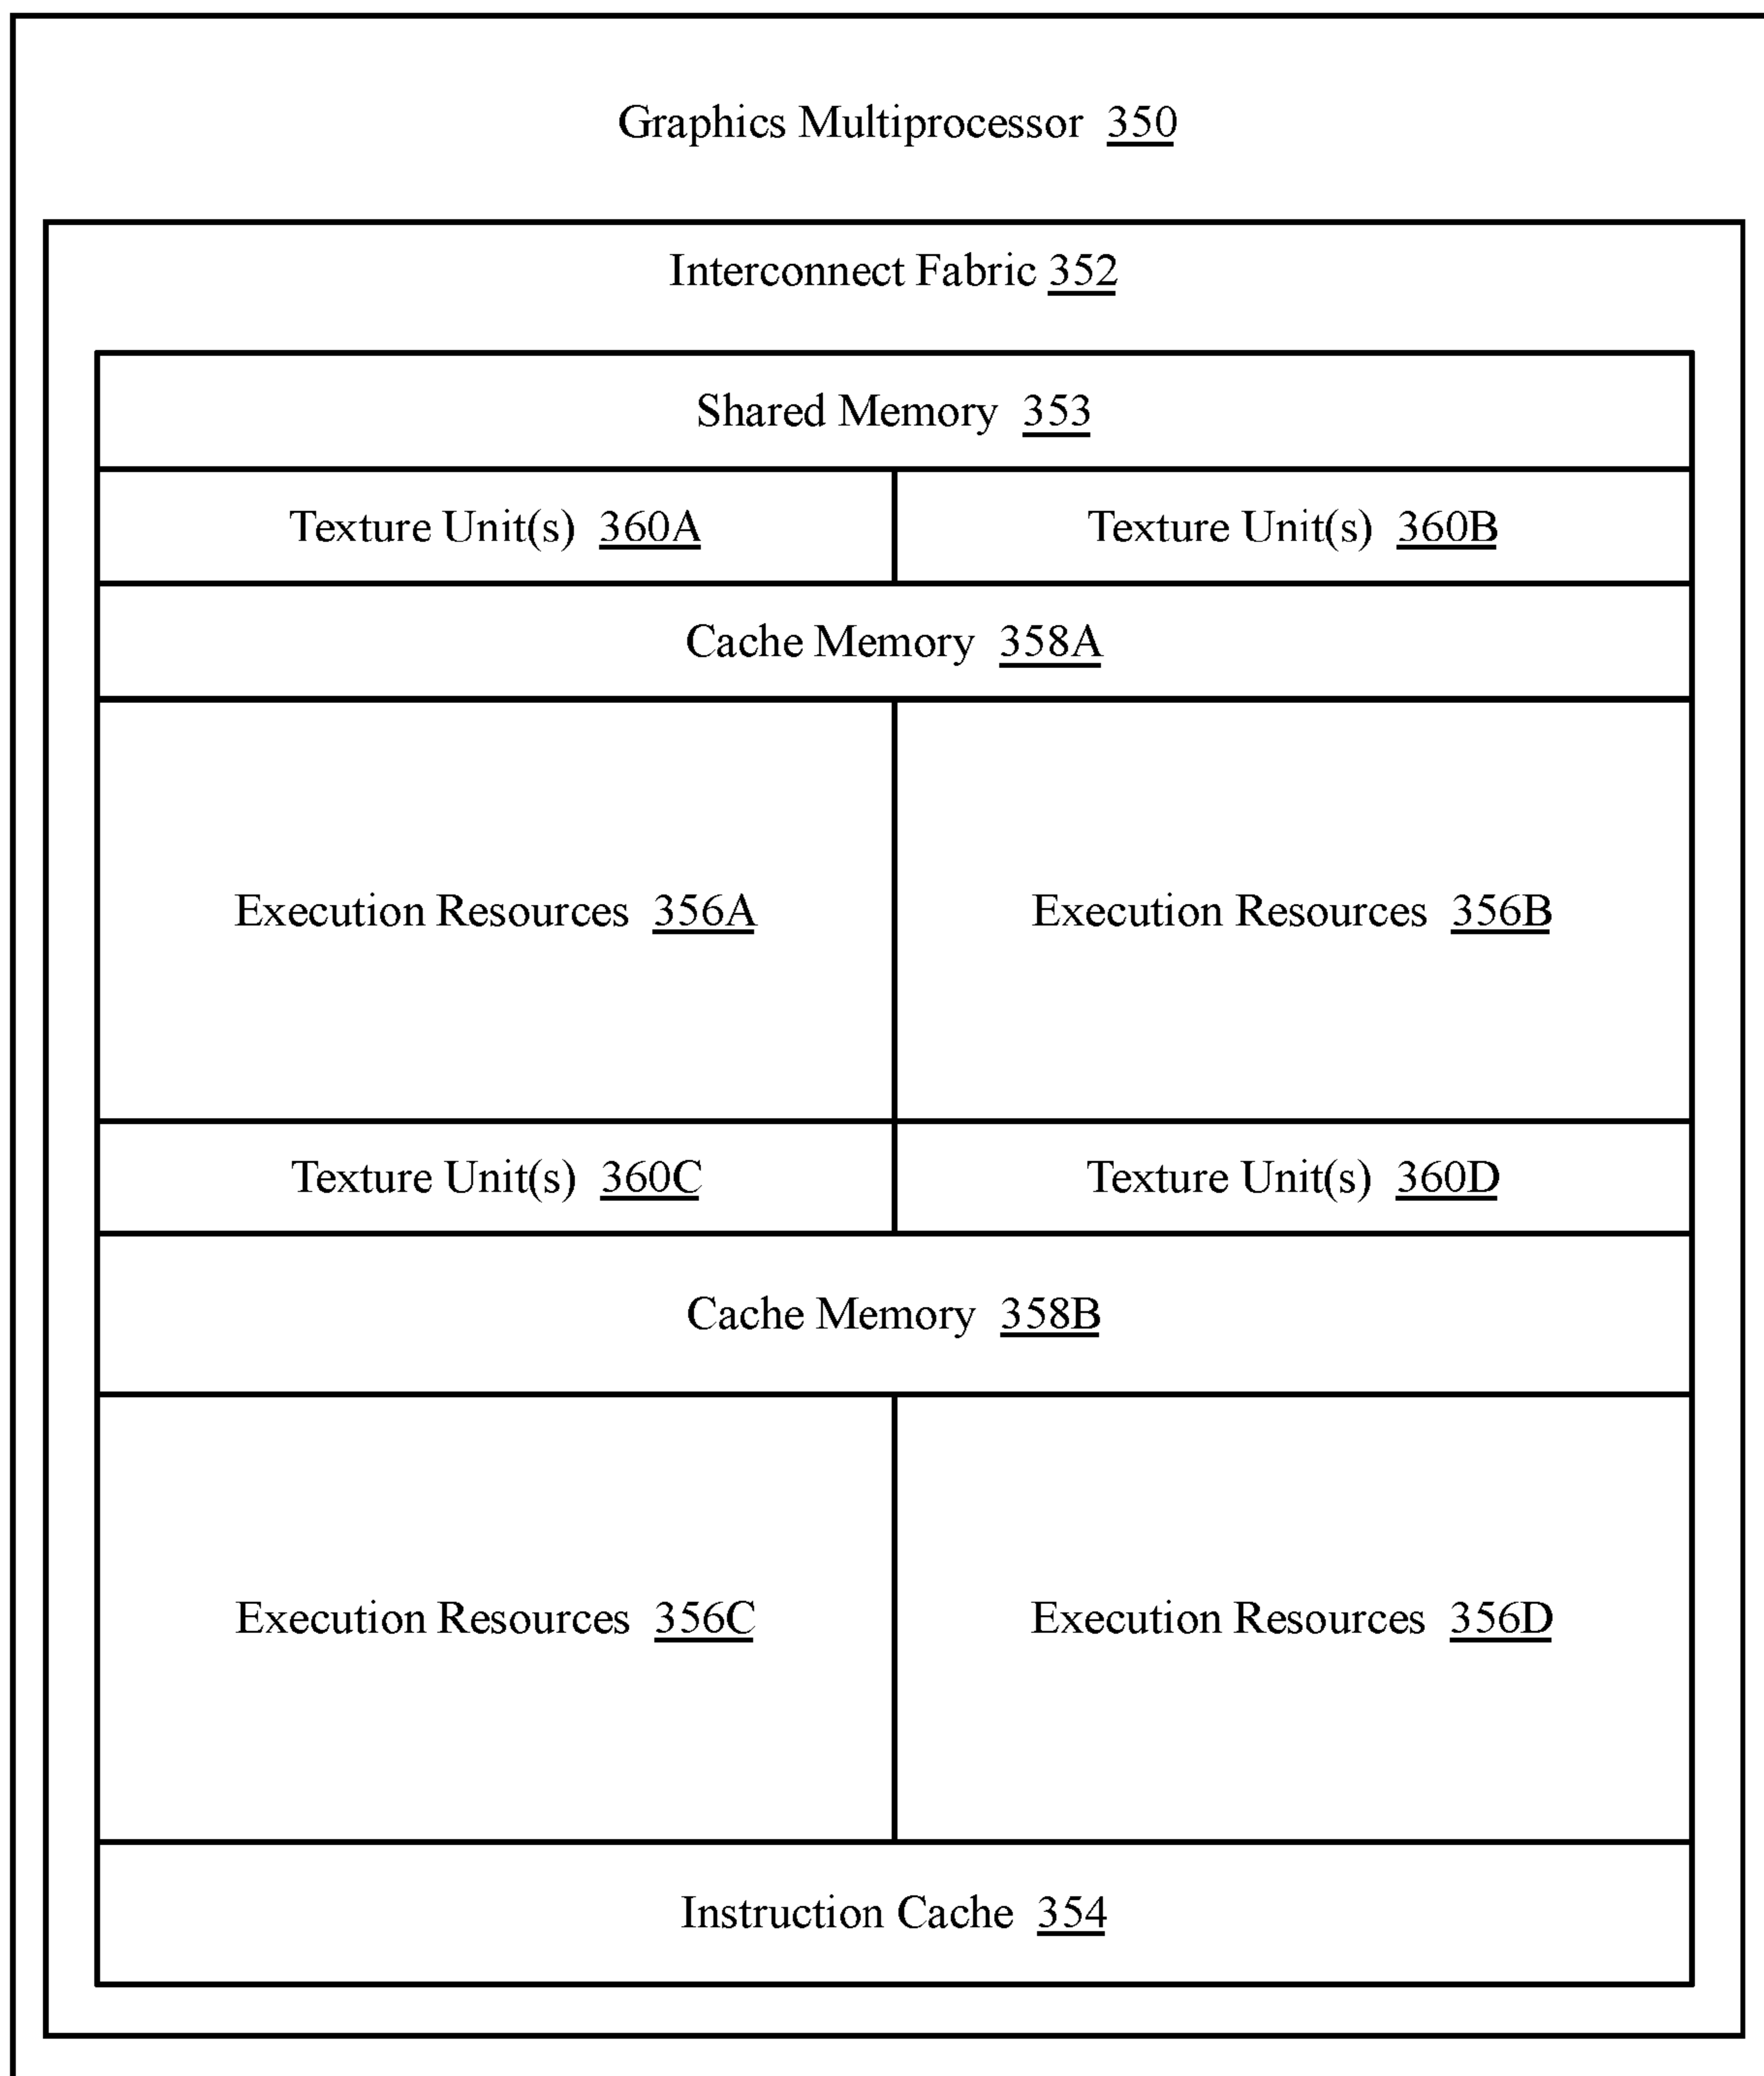 Graphics Multiprocessor 350
Interconnect Fabric 352
Shared Memory 353
Texture Unit(s) 360A
Texture Unit(s) 360B
Cache Memory 358A
Execution Resources 356A
Execution Resources 356B
Texture Unit(s) 360C
Texture Unit(s) 360D
Cache Memory 358B
Execution Resources 356C
Execution Resources 356D
Instruction Cache 354